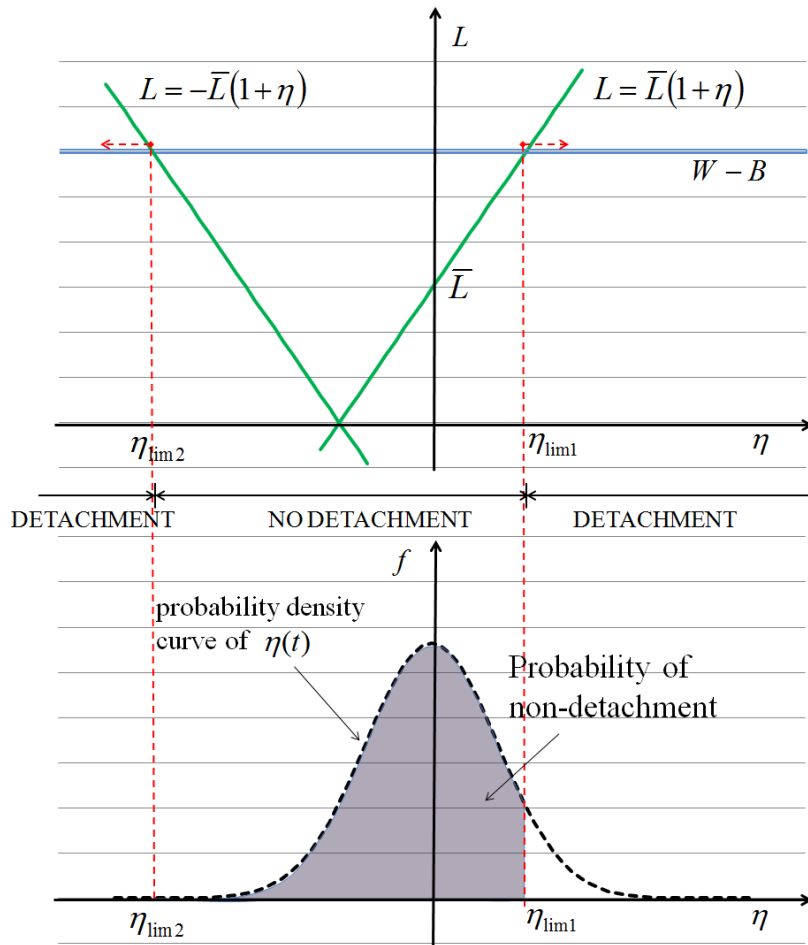 L
L = −L̅(1+η)
L = L̅(1+η)
W − B
L̅
η_lim2
η_lim1
η
DETACHMENT
NO DETACHMENT
DETACHMENT
f
probability density
curve of η(t)
Probability of
non-detachment
η_lim2
η_lim1
η